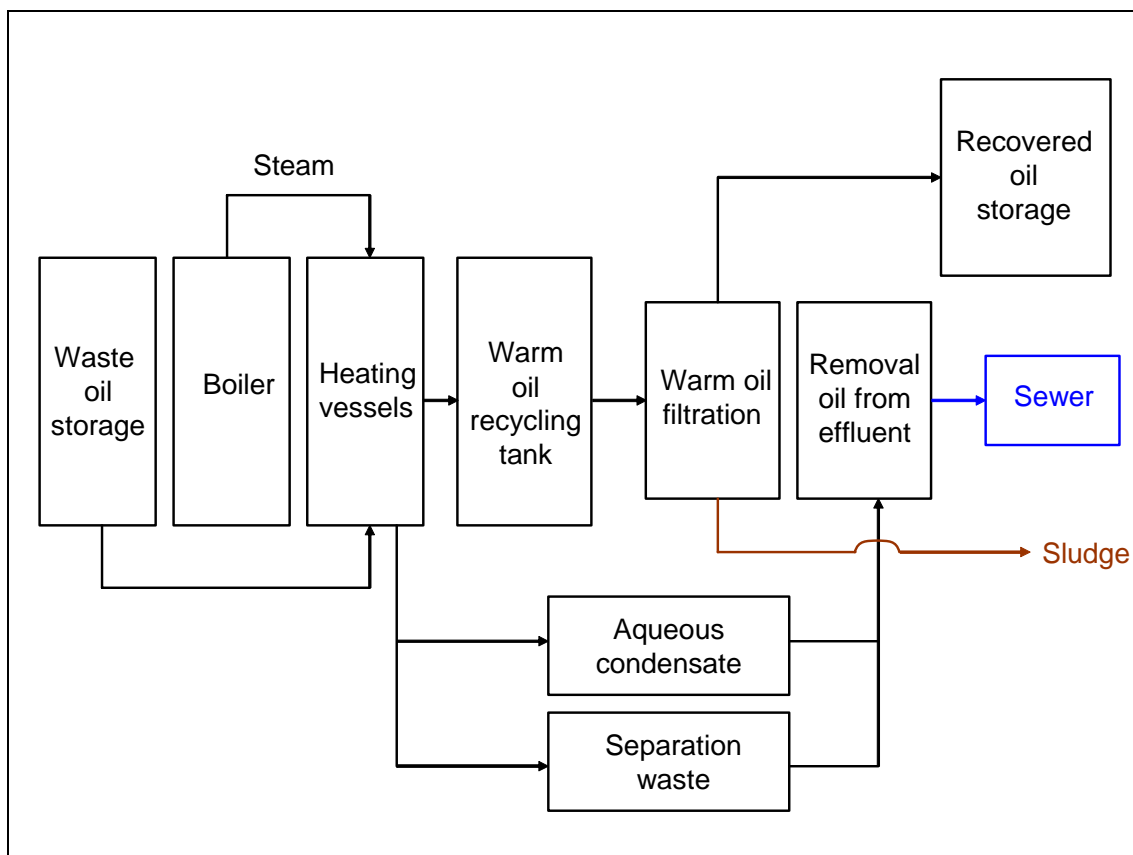 Steam
Recovered
oil
storage
Waste
oil
storage
Boiler
Heating
vessels
Warm
oil
recycling
tank
Warm oil
filtration
Removal
oil from
effluent
Sewer
Sludge
Aqueous
condensate
Separation
waste